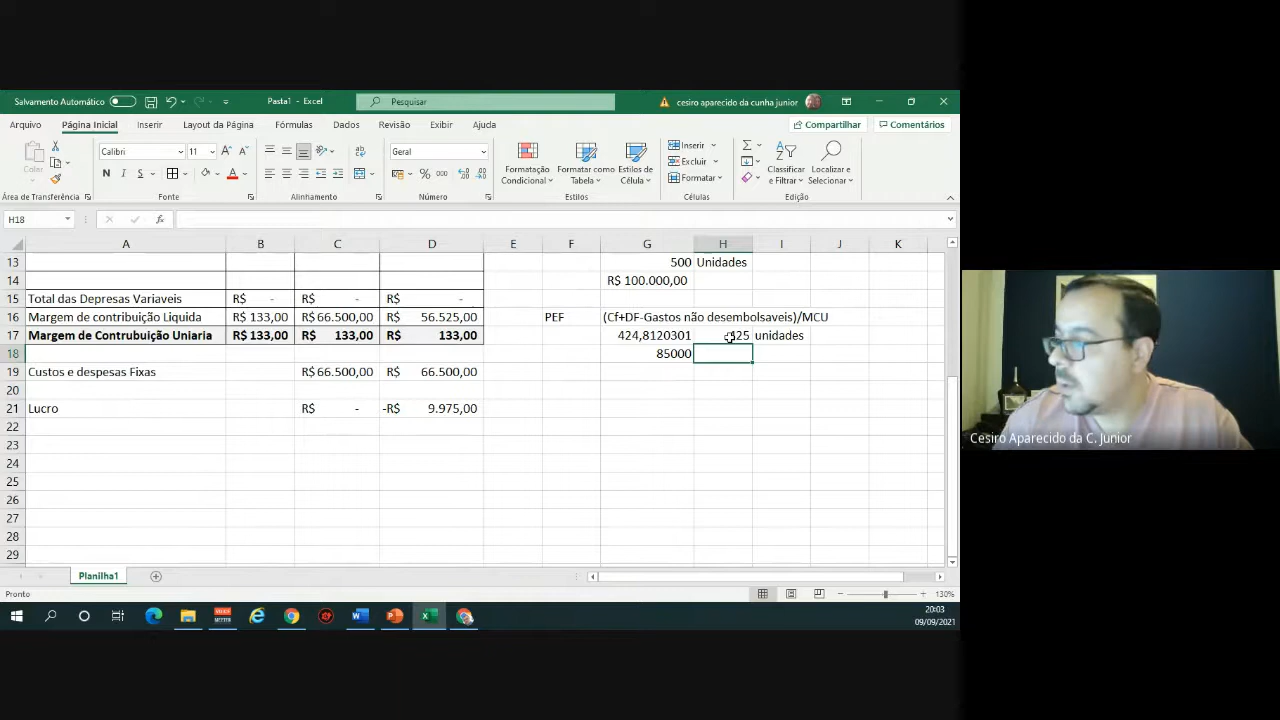 Salvamento Automático
Pasta1 - Excel
Pesquisar
cesiro aparecido da cunha junior
Arquivo
Página Inicial
Inserir
Layout da Página
Fórmulas
Dados
Revisão
Exibir
Ajuda
Compartilhar
Comentários
Colar
Calibri
11
Geral
Formatação Condicional
Formatar como Tabela
Estilos de Célula
Inserir
Excluir
Formatar
Classificar e Filtrar
Localizar e Selecionar
Área de Transferência
Fonte
Alinhamento
Número
Estilos
Células
Edição
H18
A B C D E F G H I J K
13 500 Unidades
14 R$ 100.000,00
15 Total das Depresas Variaveis R$ - R$ - R$ -
16 Margem de contribuição Liquida R$ 133,00 R$ 66.500,00 R$ 56.525,00 PEF (Cf+DF-Gastos não desembolsaveis)/MCU
17 Margem de Contrubuição Uniaria R$ 133,00 R$ 133,00 R$ 133,00 424,8120301 425 unidades
18 85000
19 Custos e despesas Fixas R$ 66.500,00 R$ 66.500,00
20
21 Lucro R$ - -R$ 9.975,00
22
23
24
25
26
27
28
29
Planilha1
Pronto
130%
20:03
09/09/2021
Cesiro Aparecido da C. Junior